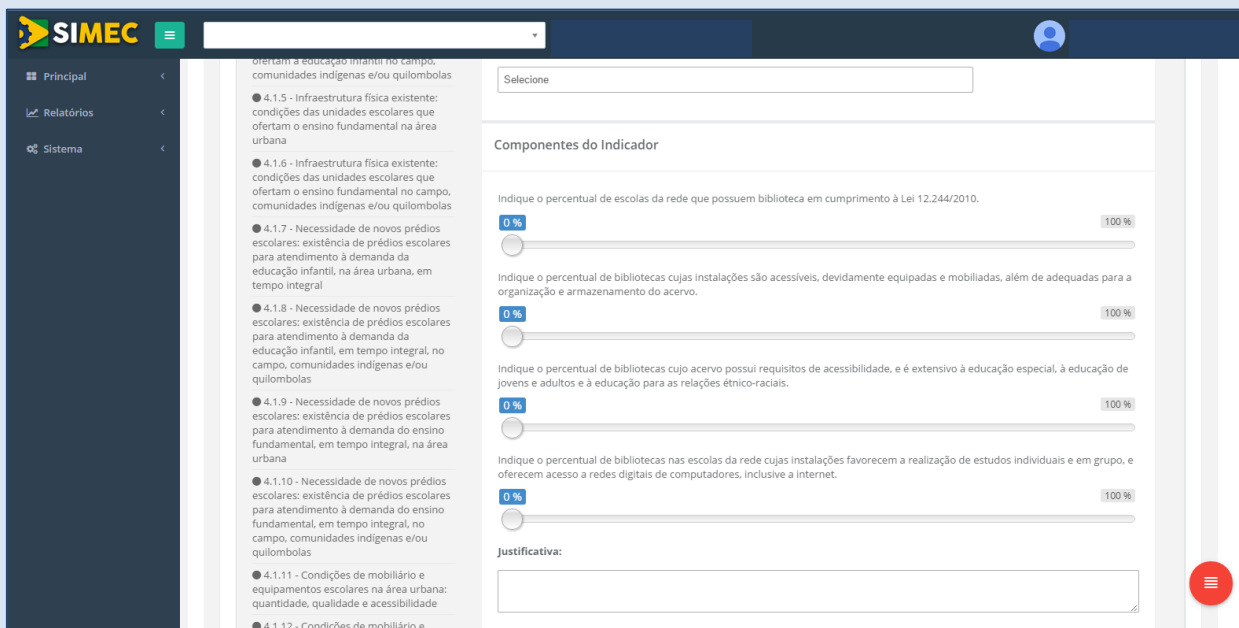 SIMEC
Principal
Relatórios
Sistema
ofertam a educação infantil no campo,
comunidades indígenas e/ou quilombolas
4.1.5 - Infraestrutura física existente:
condições das unidades escolares que
ofertam o ensino fundamental na área
urbana
4.1.6 - Infraestrutura física existente:
condições das unidades escolares que
ofertam o ensino fundamental no campo,
comunidades indígenas e/ou quilombolas
4.1.7 - Necessidade de novos prédios
escolares: existência de prédios escolares
para atendimento à demanda da
educação infantil, na área urbana, em
tempo integral
4.1.8 - Necessidade de novos prédios
escolares: existência de prédios escolares
para atendimento à demanda da
educação infantil, em tempo integral, no
campo, comunidades indígenas e/ou
quilombolas
4.1.9 - Necessidade de novos prédios
escolares: existência de prédios escolares
para atendimento à demanda do ensino
fundamental, em tempo integral, na área
urbana
4.1.10 - Necessidade de novos prédios
escolares: existência de prédios escolares
para atendimento à demanda do ensino
fundamental, em tempo integral, no
campo, comunidades indígenas e/ou
quilombolas
4.1.11 - Condições de mobiliário e
equipamentos escolares na área urbana:
quantidade, qualidade e acessibilidade
4.1.12 - Condições de mobiliário e
Selecione
Componentes do Indicador
Indique o percentual de escolas da rede que possuem biblioteca em cumprimento à Lei 12.244/2010.
0 % 100 %
Indique o percentual de bibliotecas cujas instalações são acessíveis, devidamente equipadas e mobiliadas, além de adequadas para a
organização e armazenamento do acervo.
0 % 100 %
Indique o percentual de bibliotecas cujo acervo possui requisitos de acessibilidade, e é extensivo à educação especial, à educação de
jovens e adultos e à educação para as relações étnico-raciais.
0 % 100 %
Indique o percentual de bibliotecas nas escolas da rede cujas instalações favorecem a realização de estudos individuais e em grupo, e
oferecem acesso a redes digitais de computadores, inclusive a internet.
0 % 100 %
Justificativa: